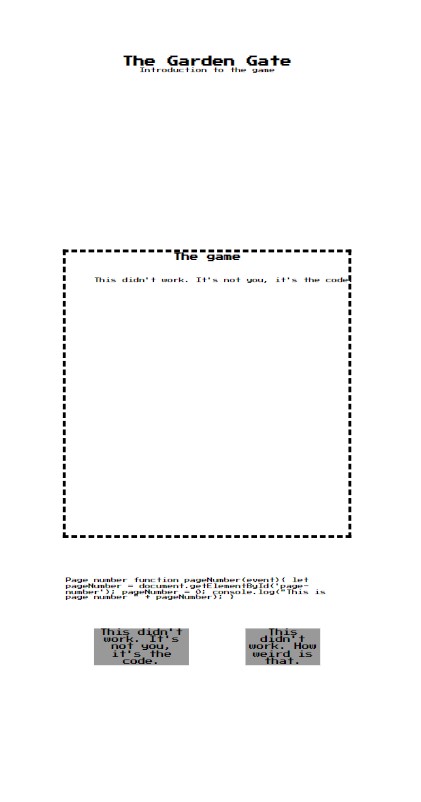 The Garden Gate
Introduction to the game
The game
This didn't work. It's not you, it's the code
Page number function pageNumber(event){ let
pageNumber = document.getElementById('page-
number'); pageNumber = 0; console.log("This is
page number " + pageNumber); }
This didn't
work. It's
not you,
it's the
code.
This
didn't
work. How
weird is
that.